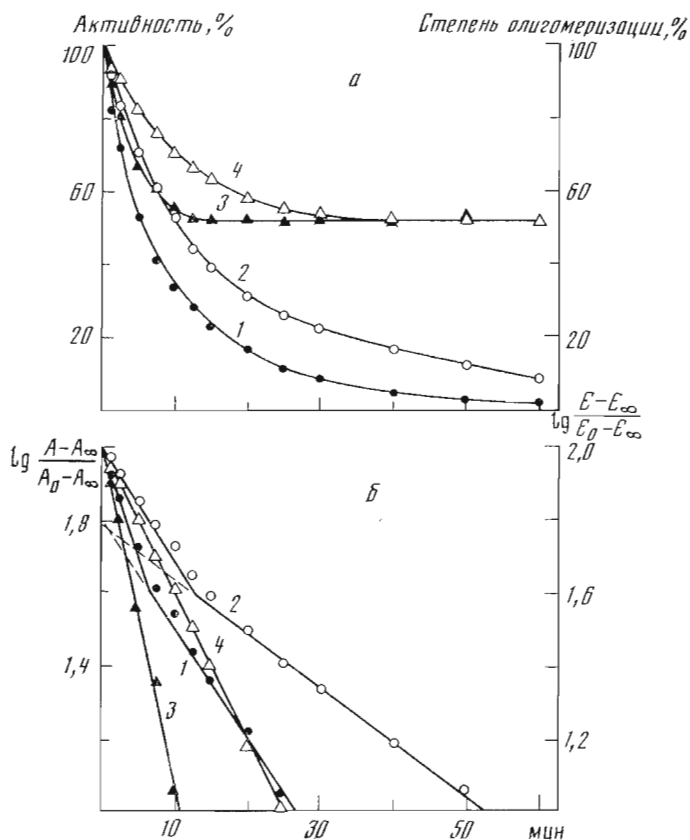 Активность, % Степень олигомеризации, %
100 100
а
4
60 60
3
2
20 1 20
lg (A-A∞)/(A₀-A∞) lg (E-E∞)/(E₀-E∞)
2,0
б
1,8
2 1,6
4
1,4 1
3
1,2
10 30 50 мин